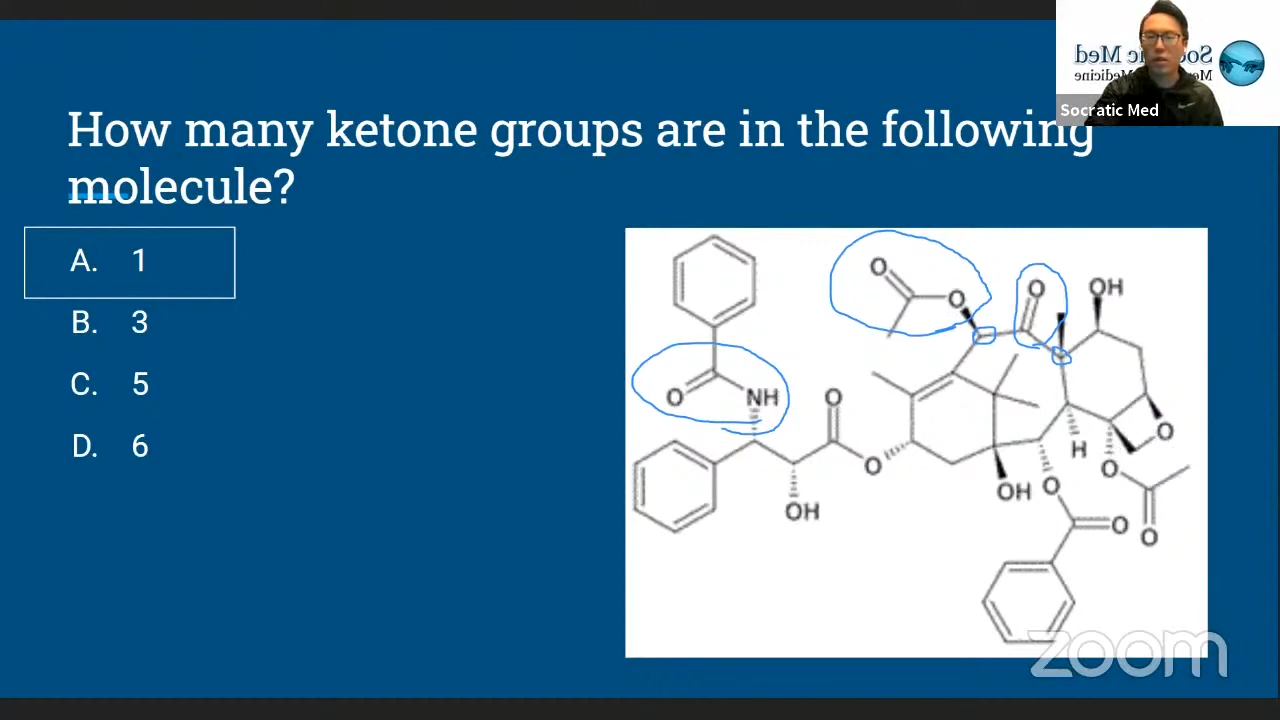 How many ketone groups are in the following
molecule?
A. 1
B. 3
C. 5
D. 6
Socratic Med
O
O
O
OH
O
NH
O
O
OH
OH
H
O
O
O
O
O
zoom